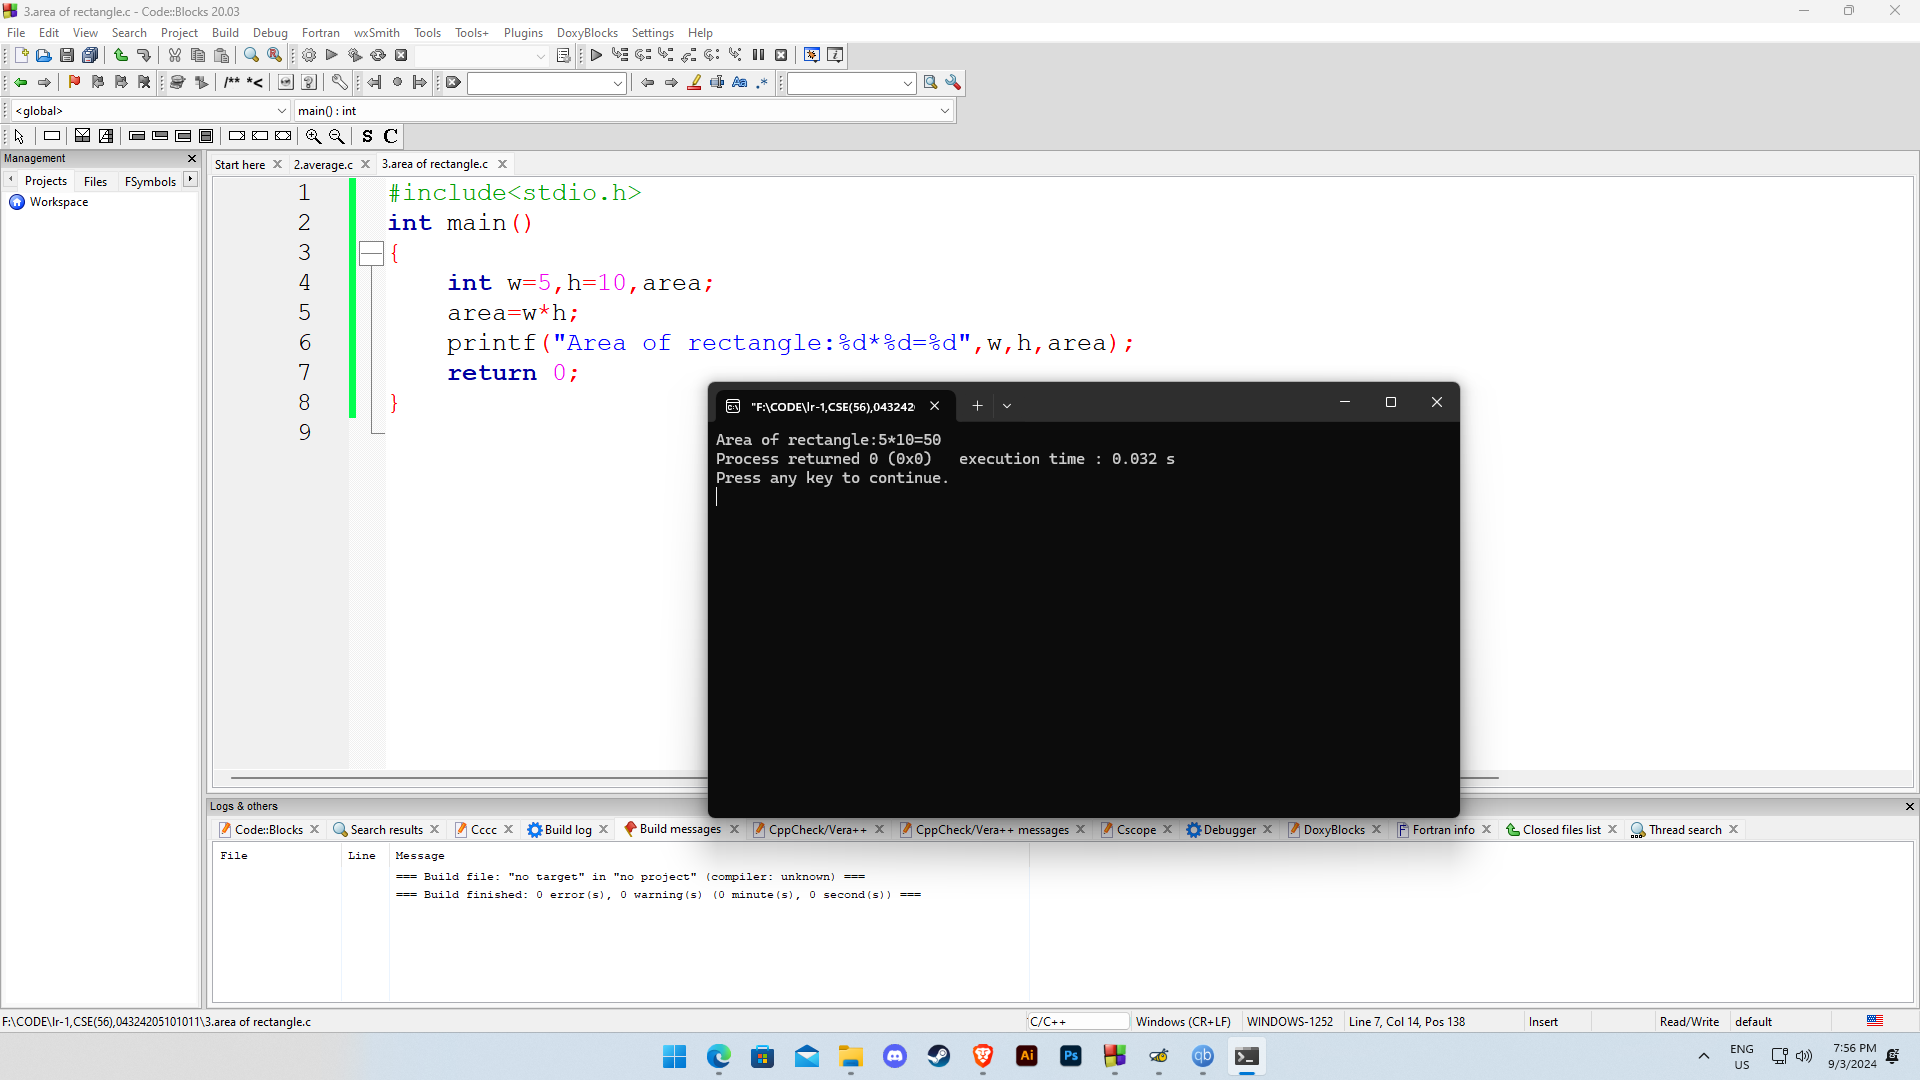 3.area of rectangle.c - Code::Blocks 20.03
File Edit View Search Project Build Debug Fortran wxSmith Tools Tools+ Plugins DoxyBlocks Settings Help
/** *<
<global> main() : int
S C
Management
Projects Files FSymbols
Workspace
Start here 2.average.c 3.area of rectangle.c
1 #include<stdio.h>
2 int main()
3 {
4 int w=5,h=10,area;
5 area=w*h;
6 printf("Area of rectangle:%d*%d=%d",w,h,area);
7 return 0;
8 }
9
"F:\CODE\lr-1,CSE(56),043242
Area of rectangle:5*10=50
Process returned 0 (0x0) execution time : 0.032 s
Press any key to continue.
Logs & others
Code::Blocks Search results Cccc Build log Build messages CppCheck/Vera++ CppCheck/Vera++ messages Cscope Debugger DoxyBlocks Fortran info Closed files list Thread search
File Line Message
=== Build file: "no target" in "no project" (compiler: unknown) ===
=== Build finished: 0 error(s), 0 warning(s) (0 minute(s), 0 second(s)) ===
F:\CODE\lr-1,CSE(56),04324205101011\3.area of rectangle.c C/C++ Windows (CR+LF) WINDOWS-1252 Line 7, Col 14, Pos 138 Insert Read/Write default
Ai Ps qb
ENG
US
7:56 PM
9/3/2024